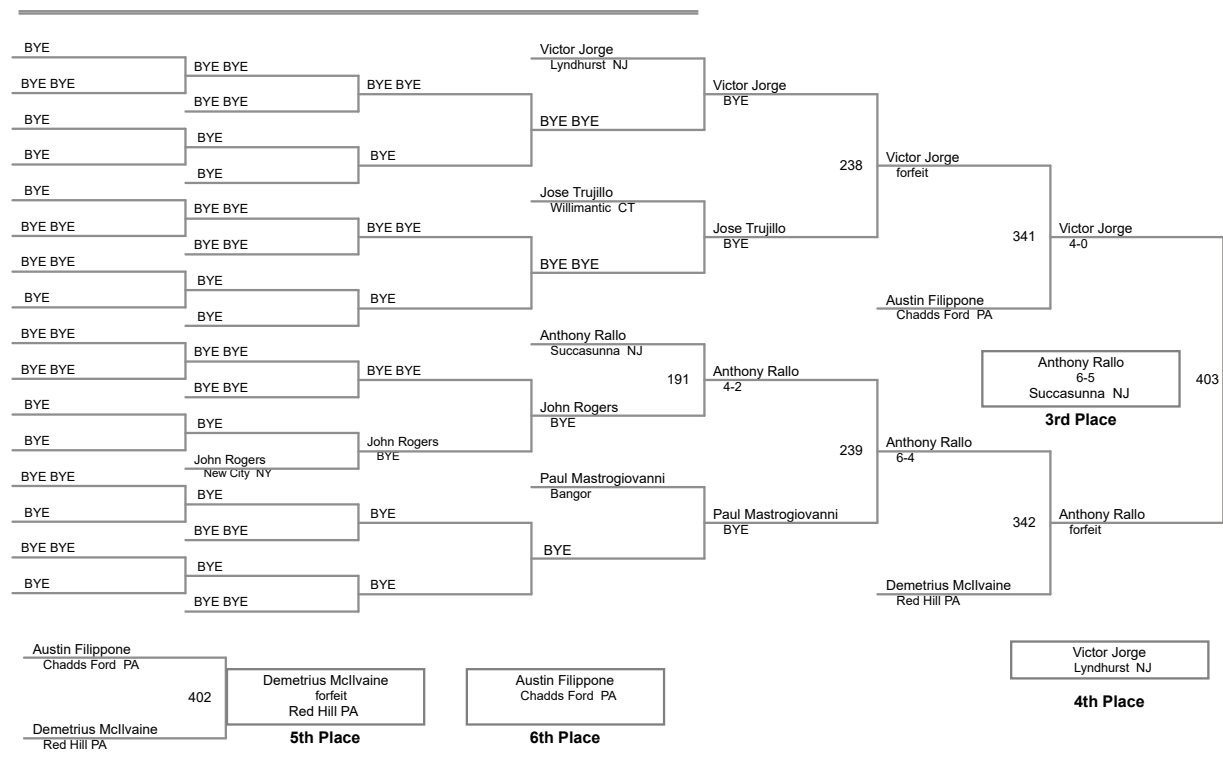 BYE
BYE BYE
BYE
BYE
BYE
BYE BYE
BYE
BYE
BYE BYE
BYE BYE
BYE
BYE
BYE BYE
BYE
BYE BYE
BYE
BYE BYE
BYE BYE
BYE
BYE
BYE BYE
BYE BYE
BYE
BYE
BYE BYE
BYE BYE
BYE
John Rogers
New City NY
BYE
BYE BYE
BYE
BYE BYE
BYE BYE
BYE
BYE BYE
BYE
BYE BYE
John Rogers
BYE
BYE
BYE
Victor Jorge
Lyndhurst NJ
BYE BYE
Jose Trujillo
Willimantic CT
BYE BYE
Anthony Rallo
Succasunna NJ
191
John Rogers
BYE
Paul Mastrogiovanni
Bangor
BYE
Victor Jorge
BYE
238
Jose Trujillo
BYE
Anthony Rallo
4-2
239
Paul Mastrogiovanni
BYE
Victor Jorge
forfeit
341
Austin Filippone
Chadds Ford PA
Anthony Rallo
6-4
342
Demetrius McIlvaine
Red Hill PA
Victor Jorge
4-0
403
Anthony Rallo
forfeit
Anthony Rallo
6-5
Succasunna NJ
3rd Place
Victor Jorge
Lyndhurst NJ
4th Place
Austin Filippone
Chadds Ford PA
402
Demetrius McIlvaine
Red Hill PA
Demetrius McIlvaine
forfeit
Red Hill PA
5th Place
Austin Filippone
Chadds Ford PA
6th Place